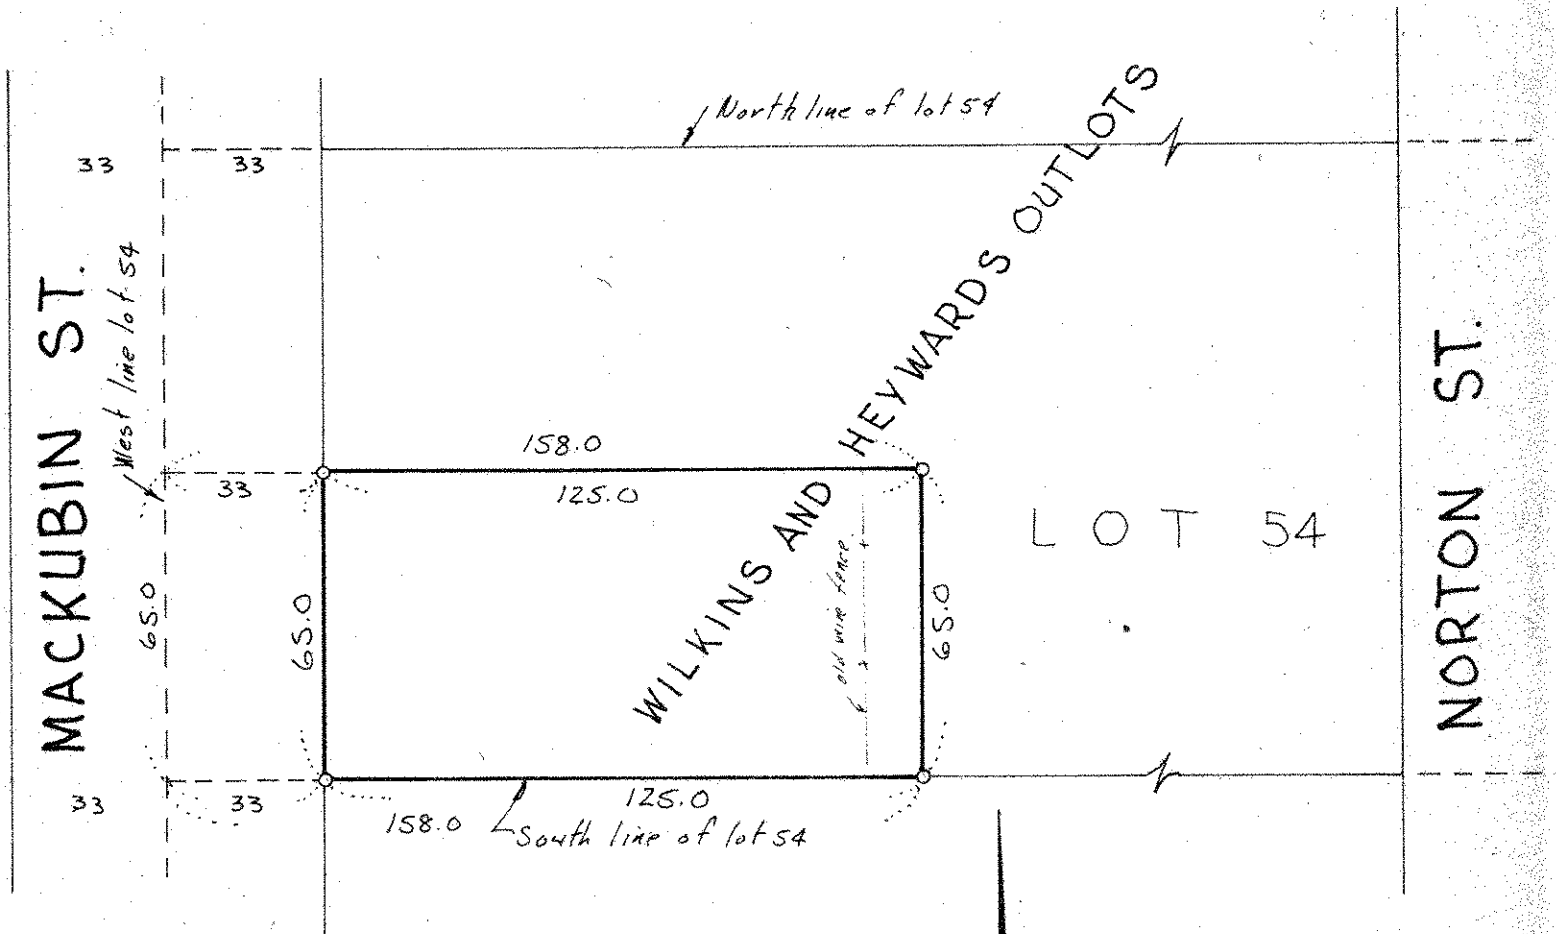 North line of lot 54
33
33
MACKUBIN ST.
West line lot 54
WILKINS AND HEYWARDS OUTLOTS
NORTON ST.
158.0
33
125.0
LOT 54
old wire fence
65.0
65.0
65.0
33
33
125.0
158.0
South line of lot 54